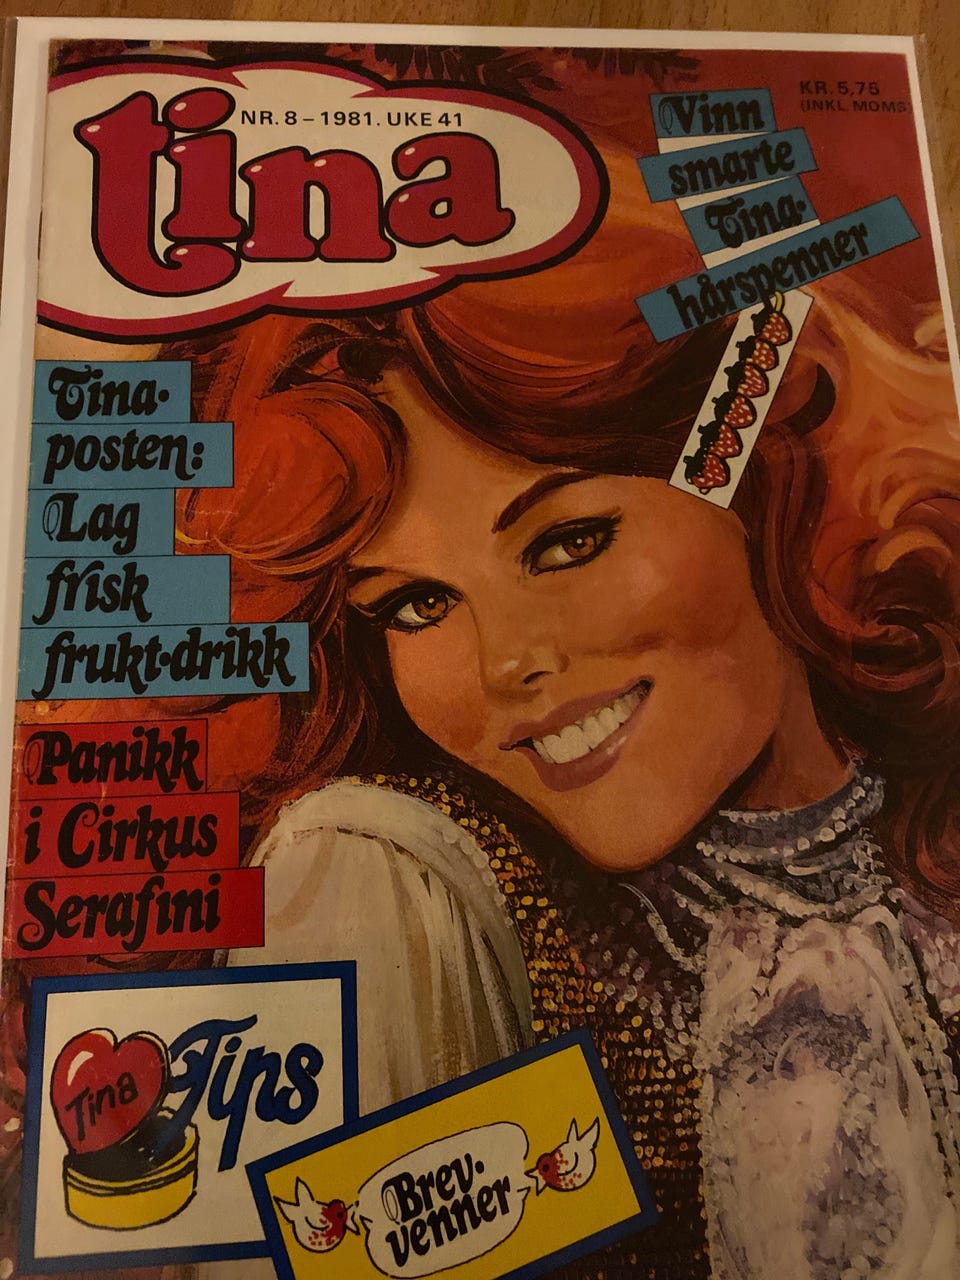 tina
NR. 8 – 1981. UKE 41
KR. 5,75
(INKL. MOMS
Vinn
smarte
Tina-
hårspenner
Tina-
posten:
Lag
frisk
frukt-drikk
Panikk
i Cirkus
Serafini
Tina
Tips
Brev-
venner